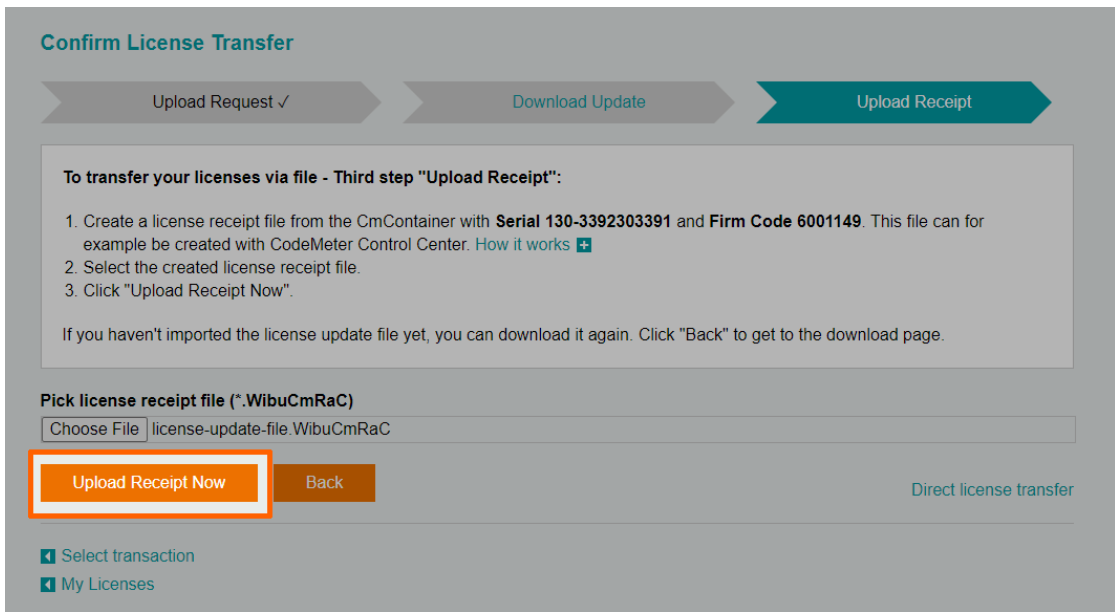 Confirm License Transfer
Upload Request ✓
Download Update
Upload Receipt
To transfer your licenses via file - Third step "Upload Receipt":
1. Create a license receipt file from the CmContainer with Serial 130-3392303391 and Firm Code 6001149. This file can for
example be created with CodeMeter Control Center. How it works +
2. Select the created license receipt file.
3. Click "Upload Receipt Now".
If you haven't imported the license update file yet, you can download it again. Click "Back" to get to the download page.
Pick license receipt file (*.WibuCmRaC)
Choose File license-update-file.WibuCmRaC
Upload Receipt Now
Back
Direct license transfer
Select transaction
My Licenses